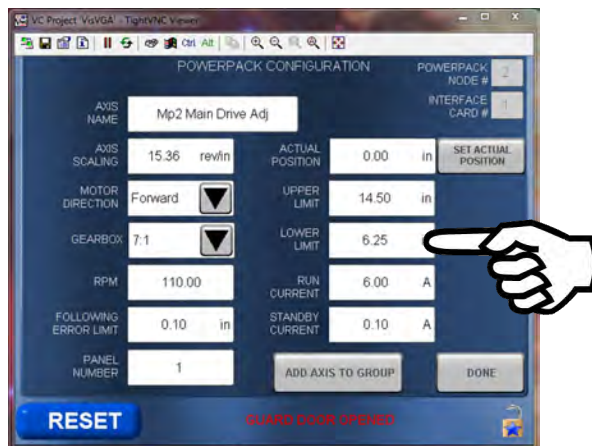 VC Project 'VisVGA' - TightVNC Viewer
Ctrl Alt
POWERPACK CONFIGURATION
POWERPACK NODE # 2
INTERFACE CARD # 1
AXIS NAME Mp2 Main Drive Adj
AXIS SCALING 15.36 rev/in
ACTUAL POSITION 0.00 in
SET ACTUAL POSITION
MOTOR DIRECTION Forward
UPPER LIMIT 14.50 in
GEARBOX 7:1
LOWER LIMIT 6.25
RPM 110.00
RUN CURRENT 6.00 A
FOLLOWING ERROR LIMIT 0.10 in
STANDBY CURRENT 0.10 A
PANEL NUMBER 1
ADD AXIS TO GROUP
DONE
RESET
GUARD DOOR OPENED